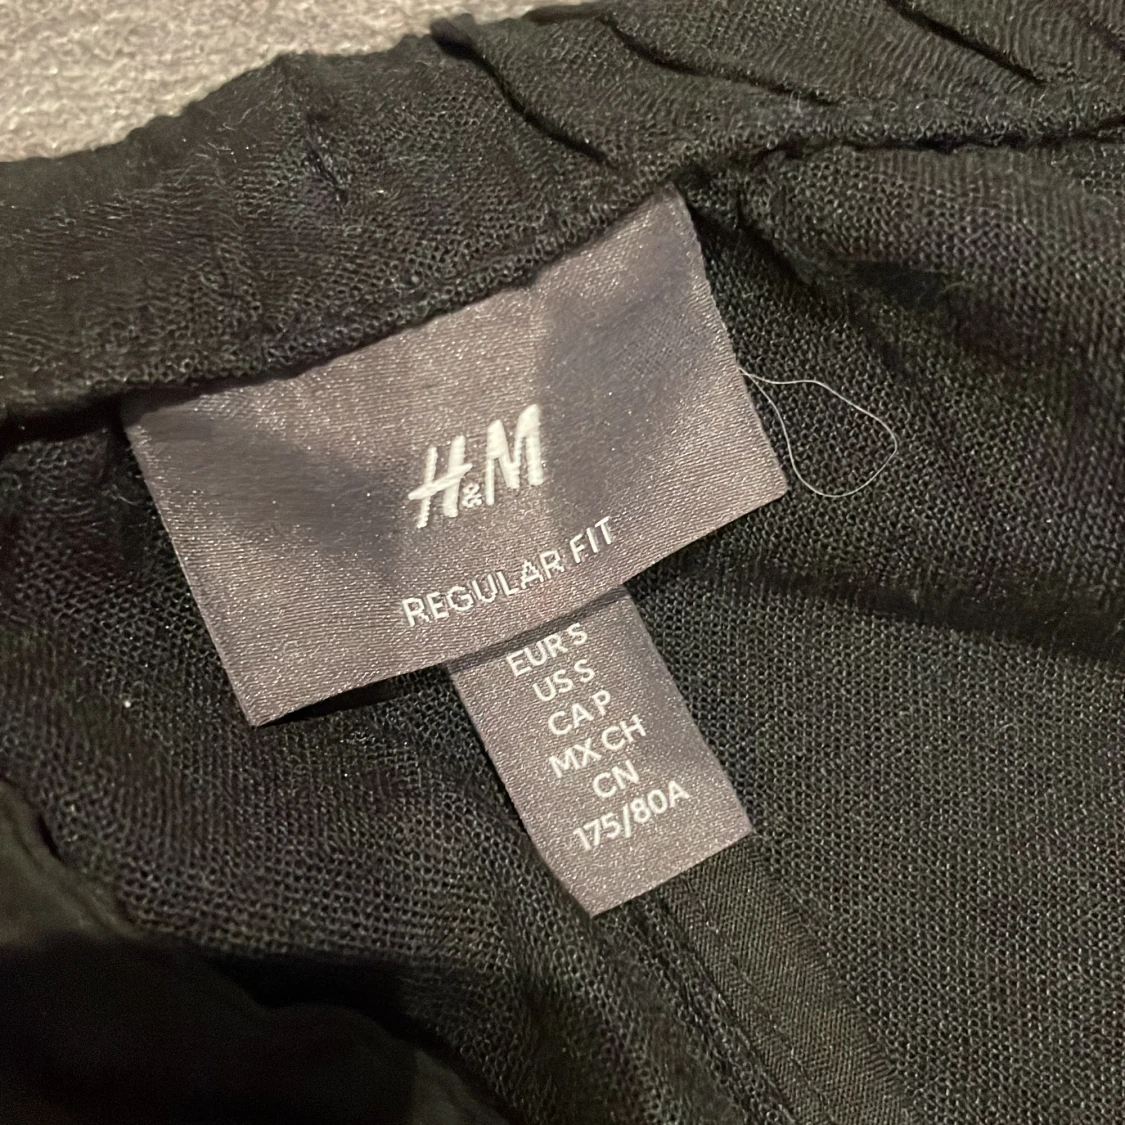 H&M
REGULAR FIT
EUR S
US S
CA P
MX CH
CN
175/80A